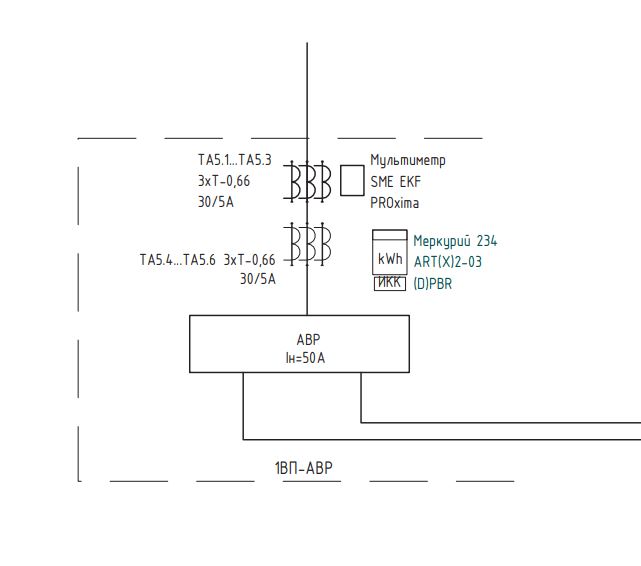 ТА5.1...ТА5.3
3хТ-0,66
30/5А
Мультиметр
SME EKF
PROxima
ТА5.4...ТА5.6 3хТ-0,66
30/5А
Меркурий 234
kWh
ART(X)2-03
ИКК
(D)PBR
АВР
Iн=50А
1ВП-АВР